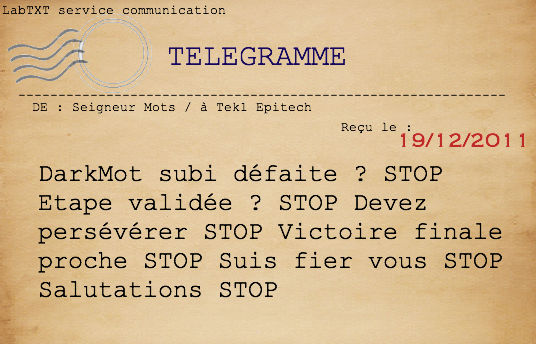 LabTXT service communication
TELEGRAMME
DE : Seigneur Mots / à Tek1 Epitech
Reçu le :
19/12/2011
DarkMot subi défaite ? STOP
Etape validée ? STOP Devez
persévérer STOP Victoire finale
proche STOP Suis fier vous STOP
Salutations STOP